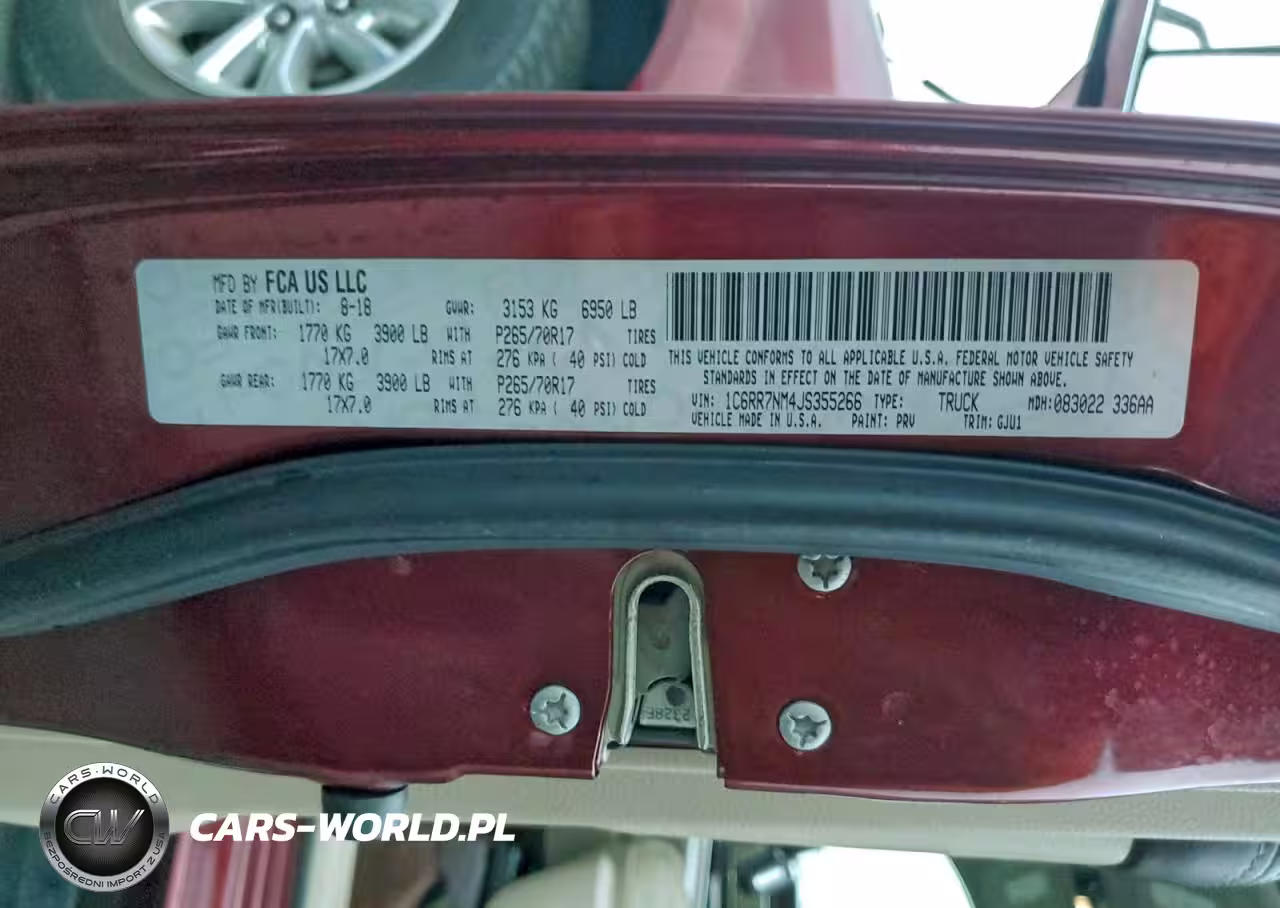 MFD BY FCA US LLC
DATE OF MFR(BUILT): 8-18 GVWR: 3153 KG 6950 LB
GAWR FRONT: 1770 KG 3900 LB WITH P265/70R17 TIRES
17X7.0 RIMS AT 276 KPA ( 40 PSI) COLD
GAWR REAR: 1770 KG 3900 LB WITH P265/70R17 TIRES
17X7.0 RIMS AT 276 KPA ( 40 PSI) COLD
THIS VEHICLE CONFORMS TO ALL APPLICABLE U.S.A. FEDERAL MOTOR VEHICLE SAFETY
STANDARDS IN EFFECT ON THE DATE OF MANUFACTURE SHOWN ABOVE.
VIN: 1C6RR7NM4JS355266 TYPE: TRUCK MDH:083022 336AA
VEHICLE MADE IN U.S.A. PAINT: PRV TRIM: GJU1
CARS-WORLD
CW
BEZPOŚREDNI IMPORT Z USA
CARS-WORLD.PL